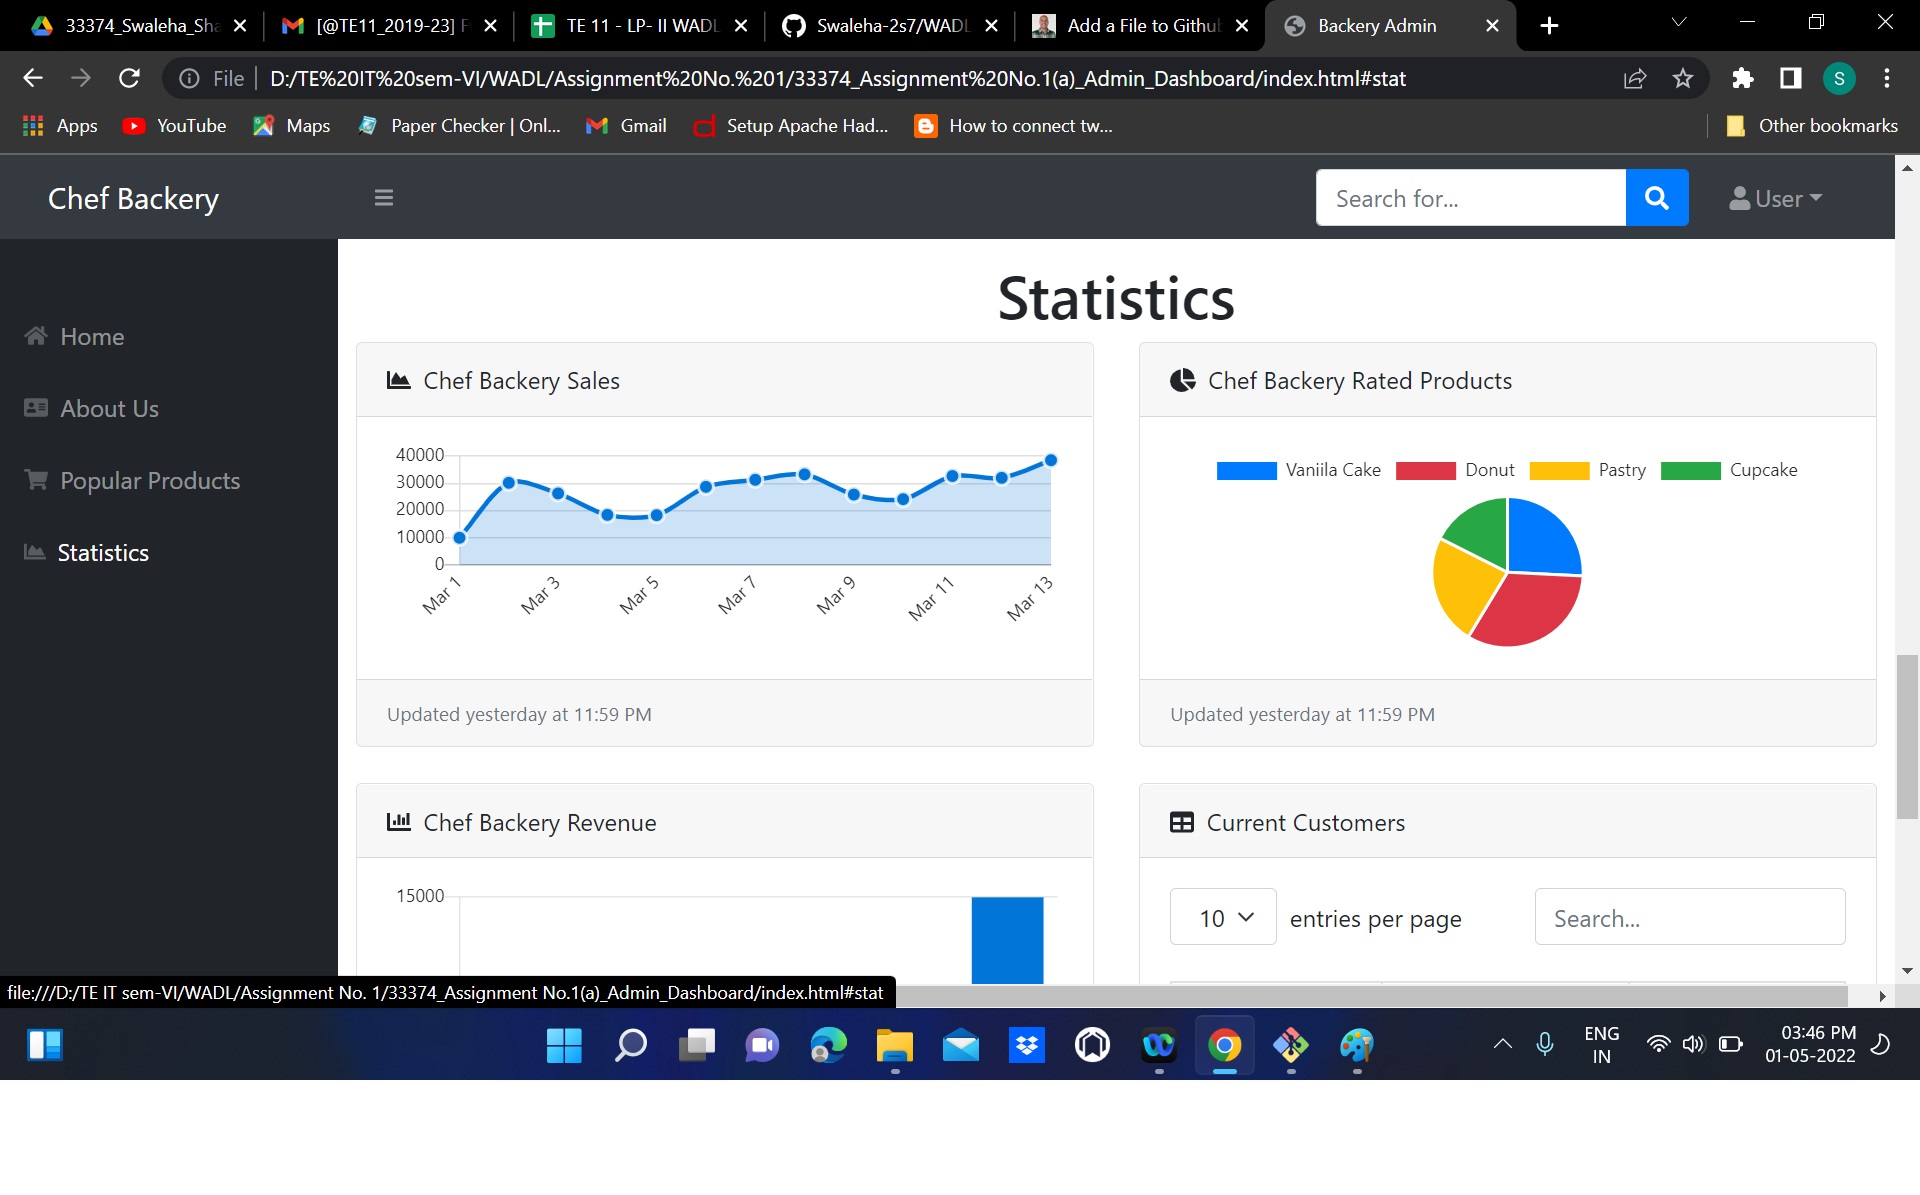 33374_Swaleha_Sha
[@TE11_2019-23] F
TE 11 - LP- II WADL
Swaleha-2s7/WADL
Add a File to Github
Backery Admin
File
D:/TE%20IT%20sem-VI/WADL/Assignment%20No.%201/33374_Assignment%20No.1(a)_Admin_Dashboard/index.html#stat
S
Apps
YouTube
Maps
Paper Checker | Onl...
Gmail
Setup Apache Had...
How to connect tw...
Other bookmarks
Chef Backery
Search for...
User
Home
About Us
Popular Products
Statistics
Statistics
Chef Backery Sales
40000
30000
20000
10000
0
Mar 1
Mar 3
Mar 5
Mar 7
Mar 9
Mar 11
Mar 13
Updated yesterday at 11:59 PM
Chef Backery Rated Products
Vaniila Cake
Donut
Pastry
Cupcake
Updated yesterday at 11:59 PM
Chef Backery Revenue
15000
Current Customers
10
entries per page
Search...
file:///D:/TE IT sem-VI/WADL/Assignment No. 1/33374_Assignment No.1(a)_Admin_Dashboard/index.html#stat
ENG
IN
03:46 PM
01-05-2022